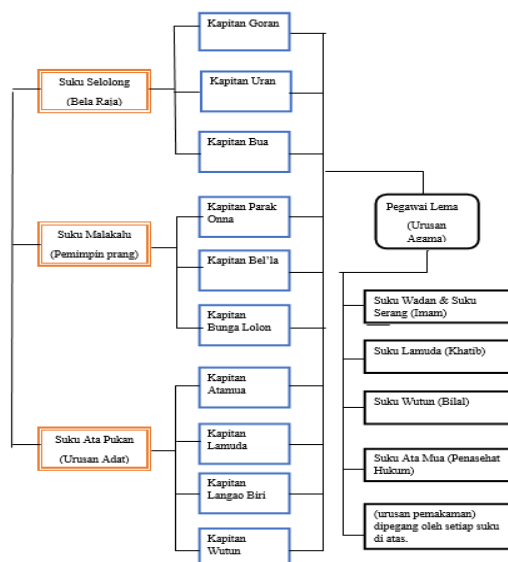 Suku Selolong
(Bela Raja)
Suku Malakalu
(Pemimpin prang)
Suku Ata Pukan
(Urusan Adat)
Kapitan Goran
Kapitan Uran
Kapitan Bua
Kapitan Parak
Onna
Kapitan Bel’la
Kapitan
Bunga Lolon
Kapitan
Atamua
Kapitan
Lamuda
Kapitan
Langao Biri
Kapitan
Wutun
Pegawai Lema
(Urusan
Agama)
Suku Wadan & Suku
Serang (Imam)
Suku Lamuda (Khatib)
Suku Wutun (Bilal)
Suku Ata Mua (Penasehat
Hukum)
(urusan pemakaman)
dipegang oleh setiap suku
di atas.